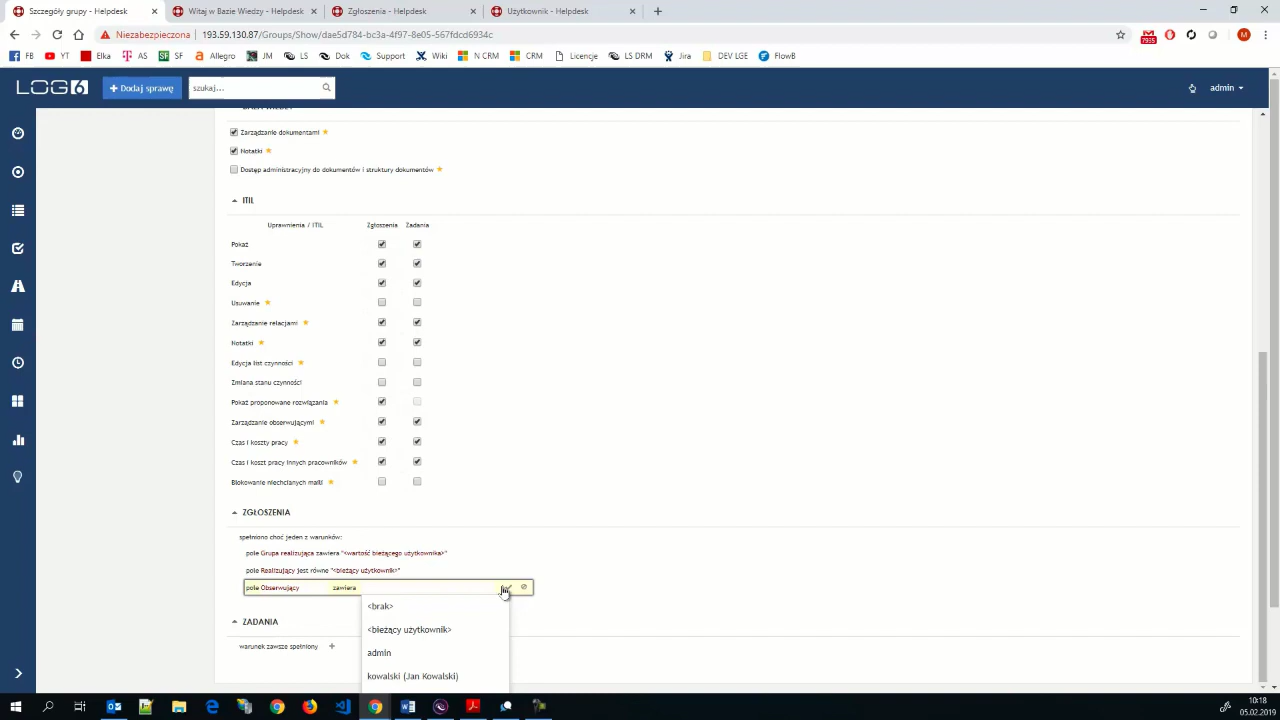 Szczegóły grupy - Helpdesk
Witaj w Bazie Wiedzy - Helpdesk
Zgłoszenia - Helpdesk
Użytkownik - Helpdesk
Niezabezpieczona 193.59.130.87/Groups/Show/dae5d784-bc3a-4f97-8e05-567fdcd6934c
7935
M
FB YT Elka AS SF Allegro JM LS Dok Support Wiki N CRM CRM Licencje LS DRM Jira DEV LGE FlowB
LOG6 Dodaj sprawę szukaj... admin
Zarządzanie dokumentami
Notatki
Dostęp administracyjny do dokumentów i struktury dokumentów
ITIL
Uprawnienia / ITIL Zgłoszenia Zadania
Pokaż
Tworzenie
Edycja
Usuwanie
Zarządzanie relacjami
Notatki
Edycja list czynności
Zmiana stanu czynności
Pokaż proponowane rozwiązania
Zarządzanie obserwującymi
Czas i koszty pracy
Czas i koszt pracy innych pracowników
Blokowanie niechcianych maili
ZGŁOSZENIA
spełniono choć jeden z warunków:
pole Grupa realizująca zawiera "<wartość bieżącego użytkownika>"
pole Realizujący jest równe "<bieżący użytkownik>"
pole Obserwujący zawiera
<brak>
<bieżący użytkownik>
admin
kowalski (Jan Kowalski)
ZADANIA
warunek zawsze spełniony
10:18
05.02.2019